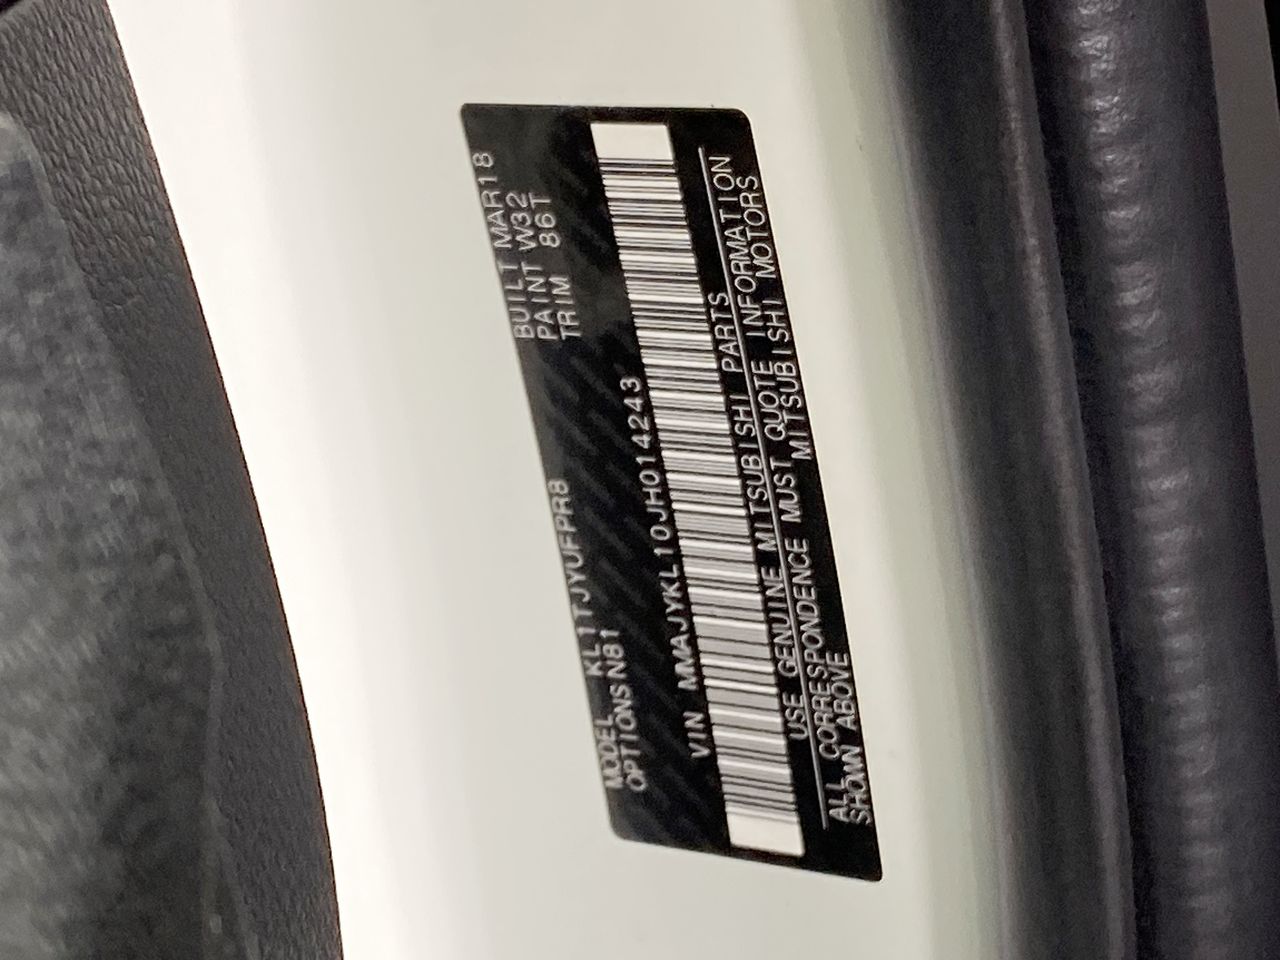 MODEL KL1TJYUFPR8 BUILT MAR18
OPTIONS N81 PAINT W32
TRIM 86T
VIN MMAJYKL10JH014243
USE GENUINE MITSUBISHI PARTS
ALL CORRESPONDENCE MUST QUOTE INFORMATION
SHOWN ABOVE MITSUBISHI MOTORS